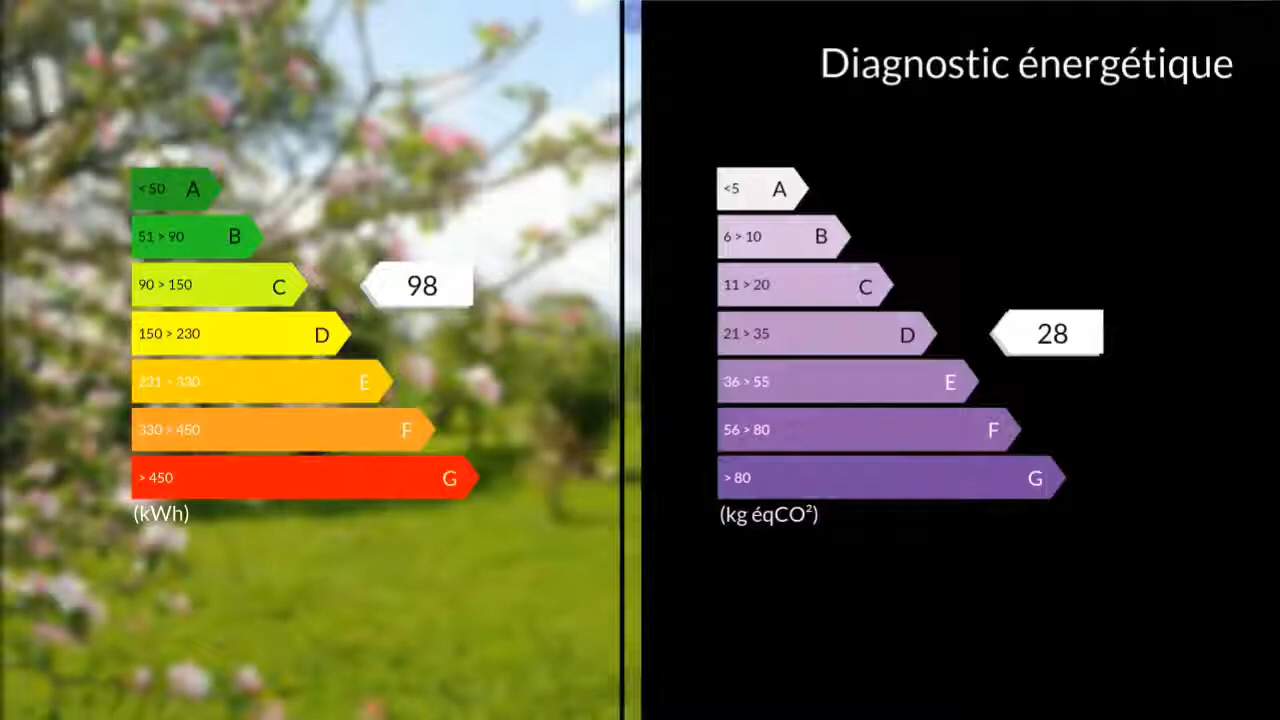 Diagnostic énergétique
<50 A
51 > 90 B
90 > 150 C
98
150 > 230 D
231 > 330 E
330 > 450 F
> 450 G
(kWh)
<5 A
6 > 10 B
11 > 20 C
21 > 35 D
28
36 > 55 E
56 > 80 F
> 80 G
(kg éqCO²)